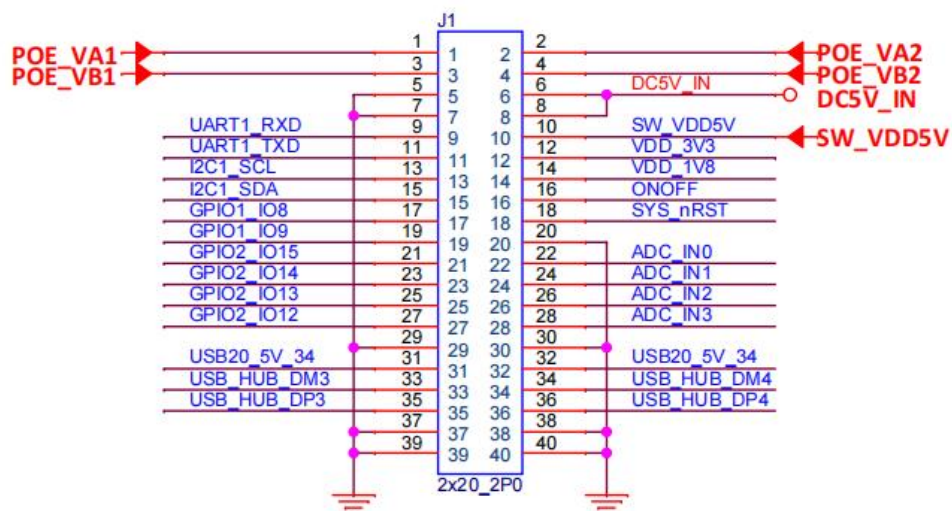 J1
POE_VA1 1 1 2 2 POE_VA2
POE_VB1 3 3 4 4 POE_VB2
5 5 6 6 DC5V_IN DC5V_IN
7 7 8 8
UART1_RXD 9 9 10 10 SW_VDD5V SW_VDD5V
UART1_TXD 11 11 12 12 VDD_3V3
I2C1_SCL 13 13 14 14 VDD_1V8
I2C1_SDA 15 15 16 16 ONOFF
GPIO1_IO8 17 17 18 18 SYS_nRST
GPIO1_IO9 19 19 20 20
GPIO2_IO15 21 21 22 22 ADC_IN0
GPIO2_IO14 23 23 24 24 ADC_IN1
GPIO2_IO13 25 25 26 26 ADC_IN2
GPIO2_IO12 27 27 28 28 ADC_IN3
29 29 30 30
USB20_5V_34 31 31 32 32 USB20_5V_34
USB_HUB_DM3 33 33 34 34 USB_HUB_DM4
USB_HUB_DP3 35 35 36 36 USB_HUB_DP4
37 37 38 38
39 39 40 40
2x20_2P0